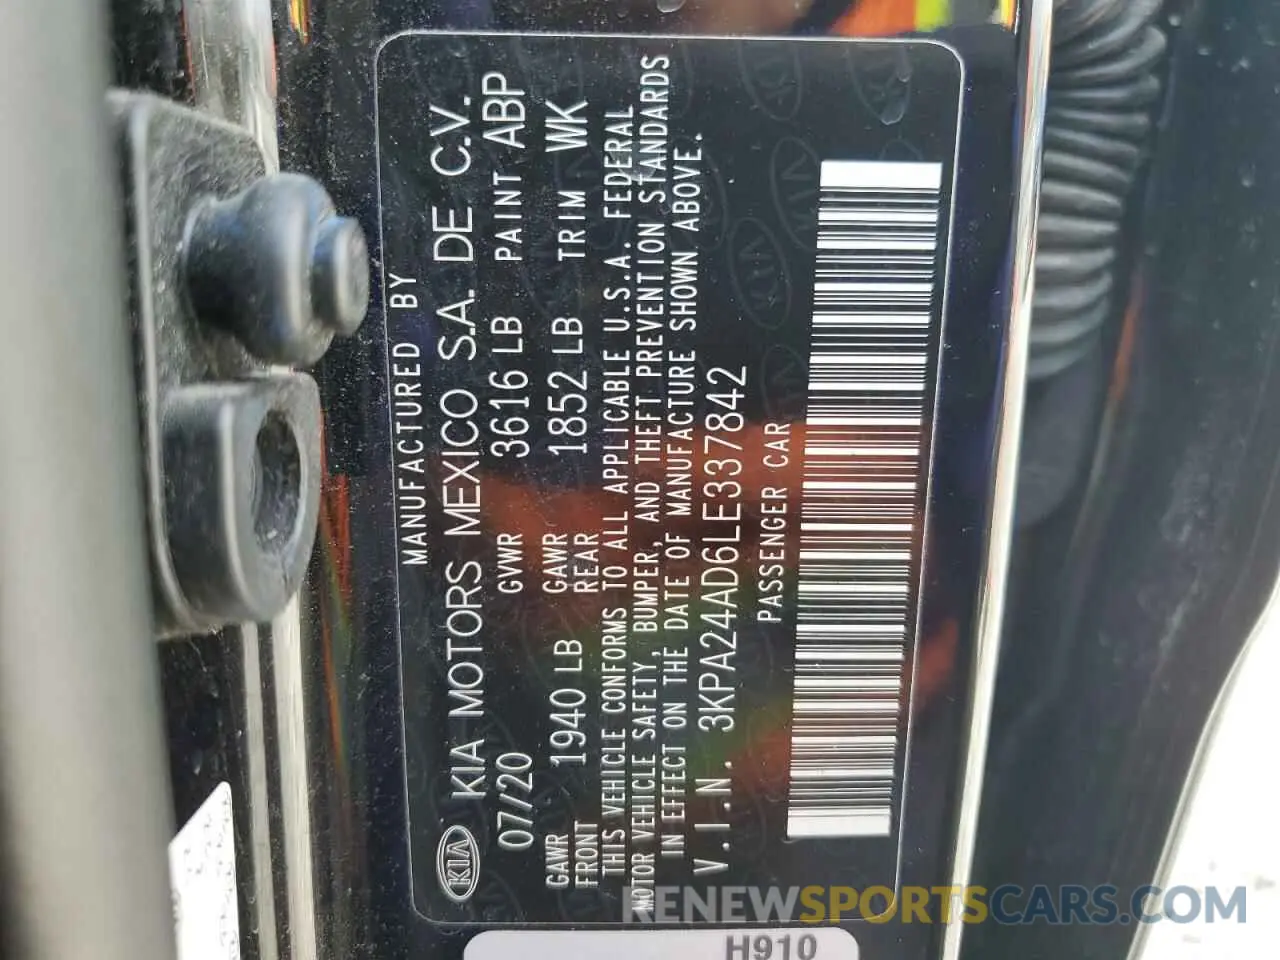 MANUFACTURED BY
KIA KIA MOTORS MEXICO S.A. DE C.V.
07/20 GVWR 3616 LB PAINT ABP
GAWR FRONT 1940 LB GAWR REAR 1852 LB TRIM WK
THIS VEHICLE CONFORMS TO ALL APPLICABLE U.S.A. FEDERAL
MOTOR VEHICLE SAFETY, BUMPER, AND THEFT PREVENTION STANDARDS
IN EFFECT ON THE DATE OF MANUFACTURE SHOWN ABOVE.
V.I.N. 3KPA24AD6LE337842
PASSENGER CAR
H910
RENEWSPORTSCARS.COM